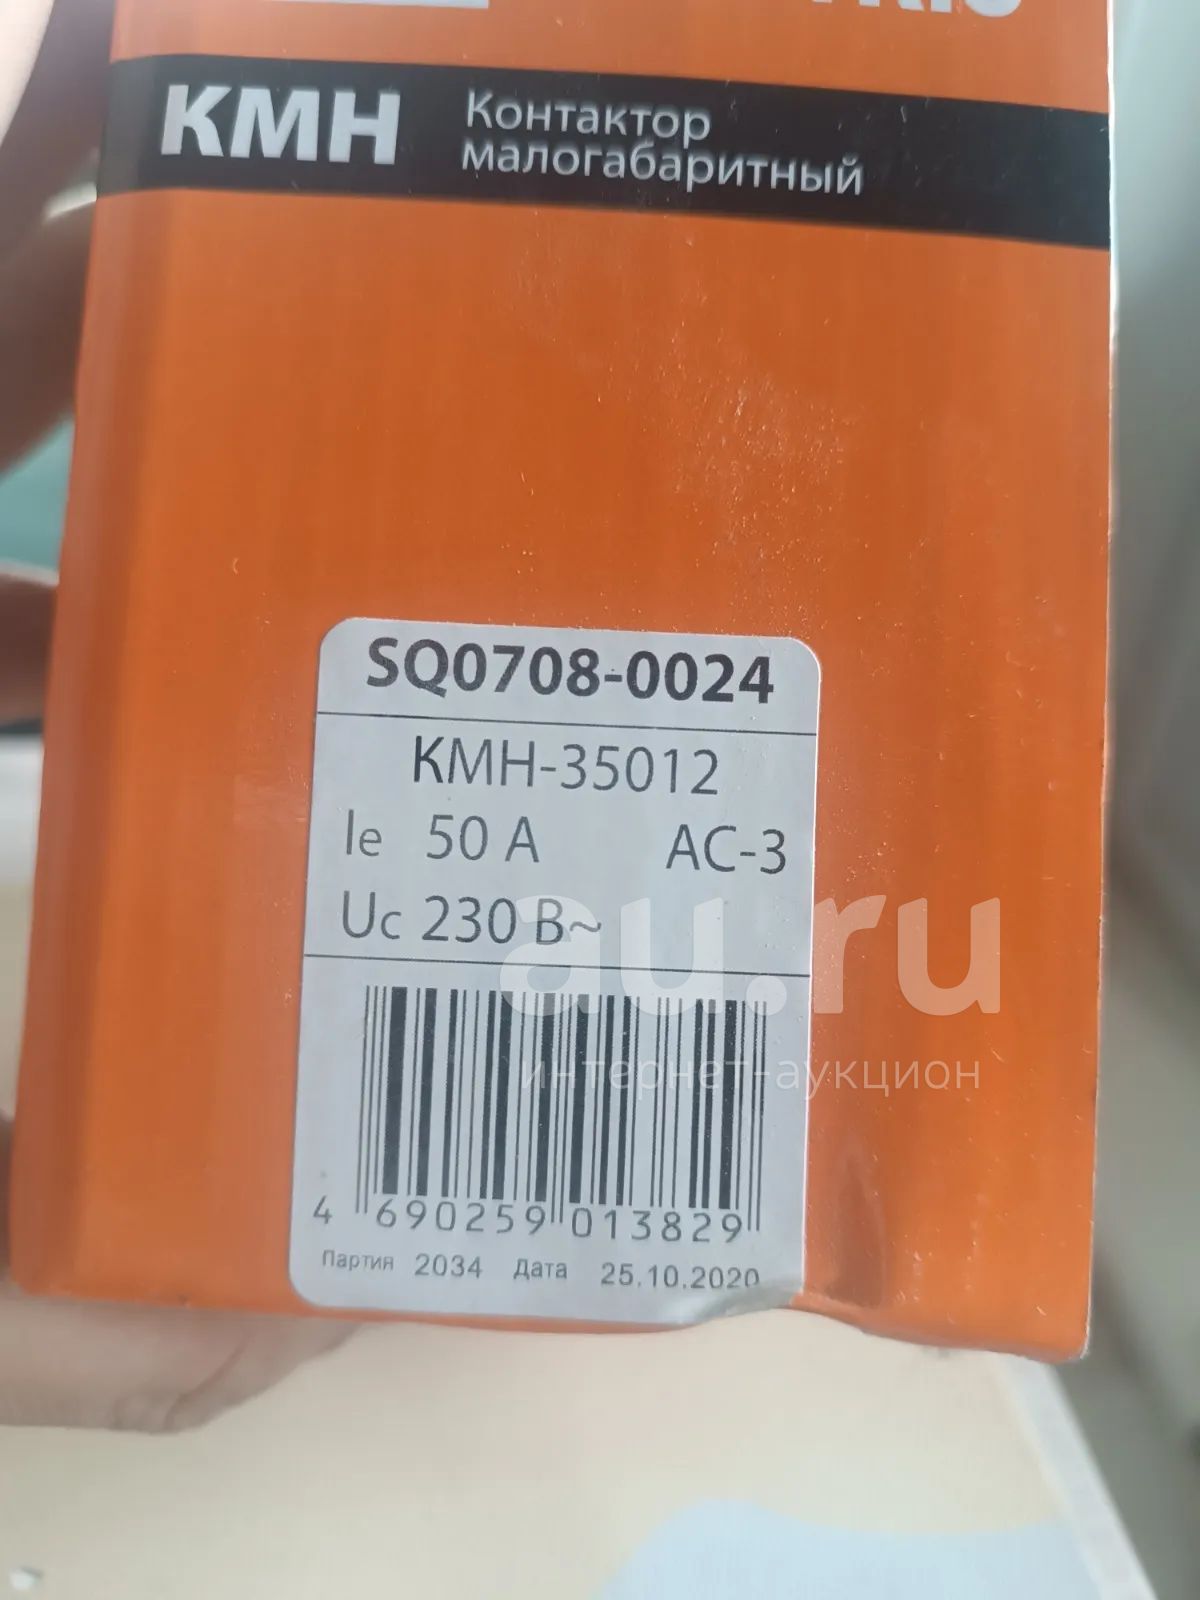 КМН
Контактор
малогабаритный
SQ0708-0024
КМН-35012
Ie 50 А АС-3
Uc 230 В~
au.ru
интернет-аукцион
4 690259 013829
Партия 2034 Дата 25.10.2020